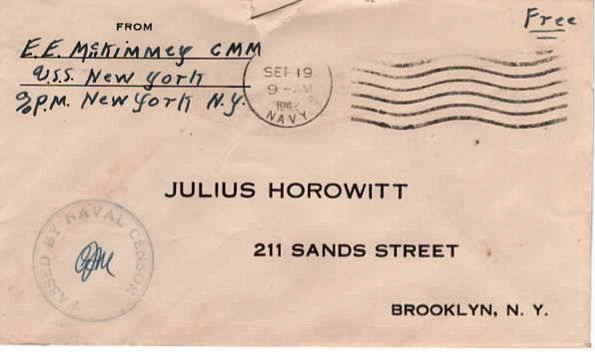 FROM
Free
E.E. McKimmey CMM
U.S.S. New York
% P.M. New York N.Y.
SEP 19
9-AM
1942
NAVY
JULIUS HOROWITT
211 SANDS STREET
BROOKLYN, N. Y.
PASSED BY NAVAL CENSOR